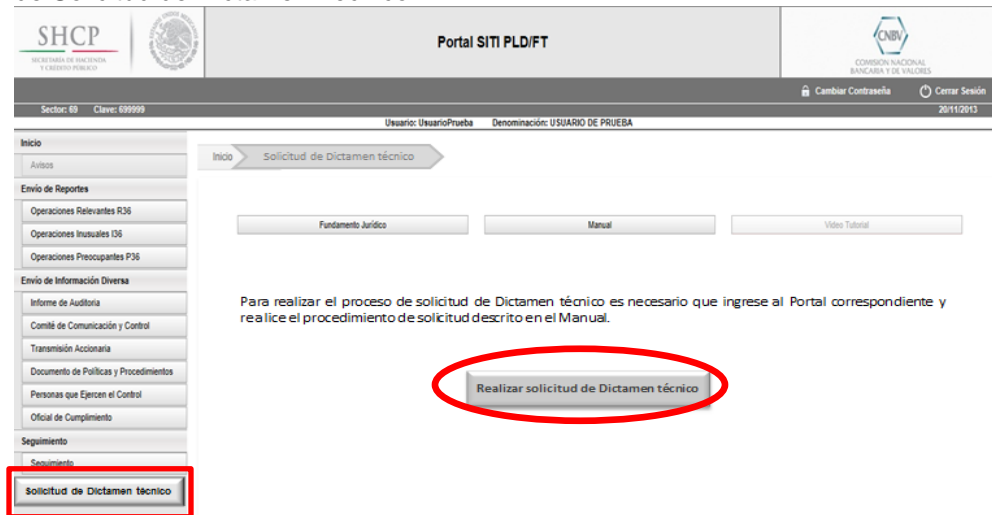 SHCP
SECRETARÍA DE HACIENDA
Y CRÉDITO PÚBLICO
Portal SITI PLD/FT
CNBV
COMISIÓN NACIONAL
BANCARIA Y DE VALORES
Cambiar Contraseña
Cerrar Sesión
Sector: 69 Clave: 699999
20/11/2013
Usuario: UsuarioPrueba Denominación: USUARIO DE PRUEBA
Inicio
Avisos
Envío de Reportes
Operaciones Relevantes R36
Operaciones Inusuales I36
Operaciones Preocupantes P36
Envío de Información Diversa
Informe de Auditoria
Comité de Comunicación y Control
Transmisión Accionaria
Documento de Políticas y Procedimientos
Personas que Ejercen el Control
Oficial de Cumplimiento
Seguimiento
Seguimiento
Solicitud de Dictamen técnico
Inicio
Solicitud de Dictamen técnico
Fundamento Jurídico
Manual
Video Tutorial
Para realizar el proceso de solicitud de Dictamen técnico es necesario que ingrese al Portal correspondiente y
realice el procedimiento de solicitud descrito en el Manual.
Realizar solicitud de Dictamen técnico